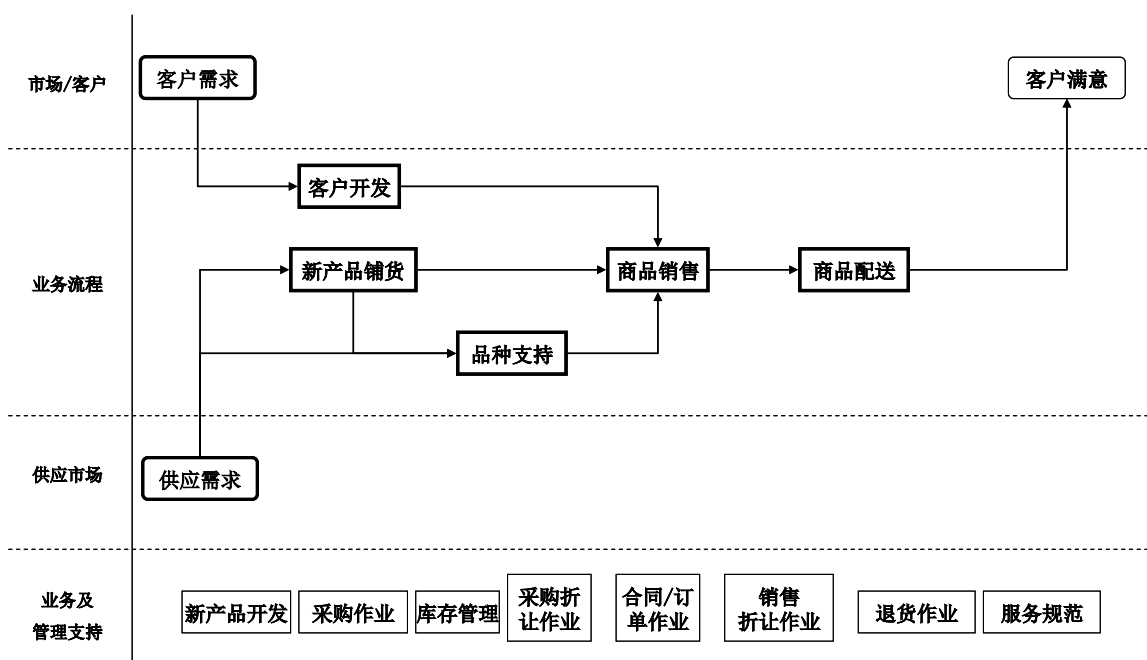 市场/客户
客户需求
客户满意
客户开发
业务流程
新产品铺货
商品销售
商品配送
品种支持
供应市场
供应需求
业务及
管理支持
新产品开发
采购作业
库存管理
采购折
让作业
合同/订
单作业
销售
折让作业
退货作业
服务规范